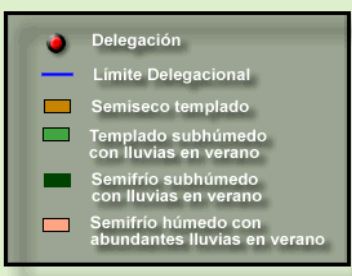 Delegación
Límite Delegacional
Semiseco templado
Templado subhúmedo
con lluvias en verano
Semifrío subhúmedo
con lluvias en verano
Semifrío húmedo con
abundantes lluvias en verano